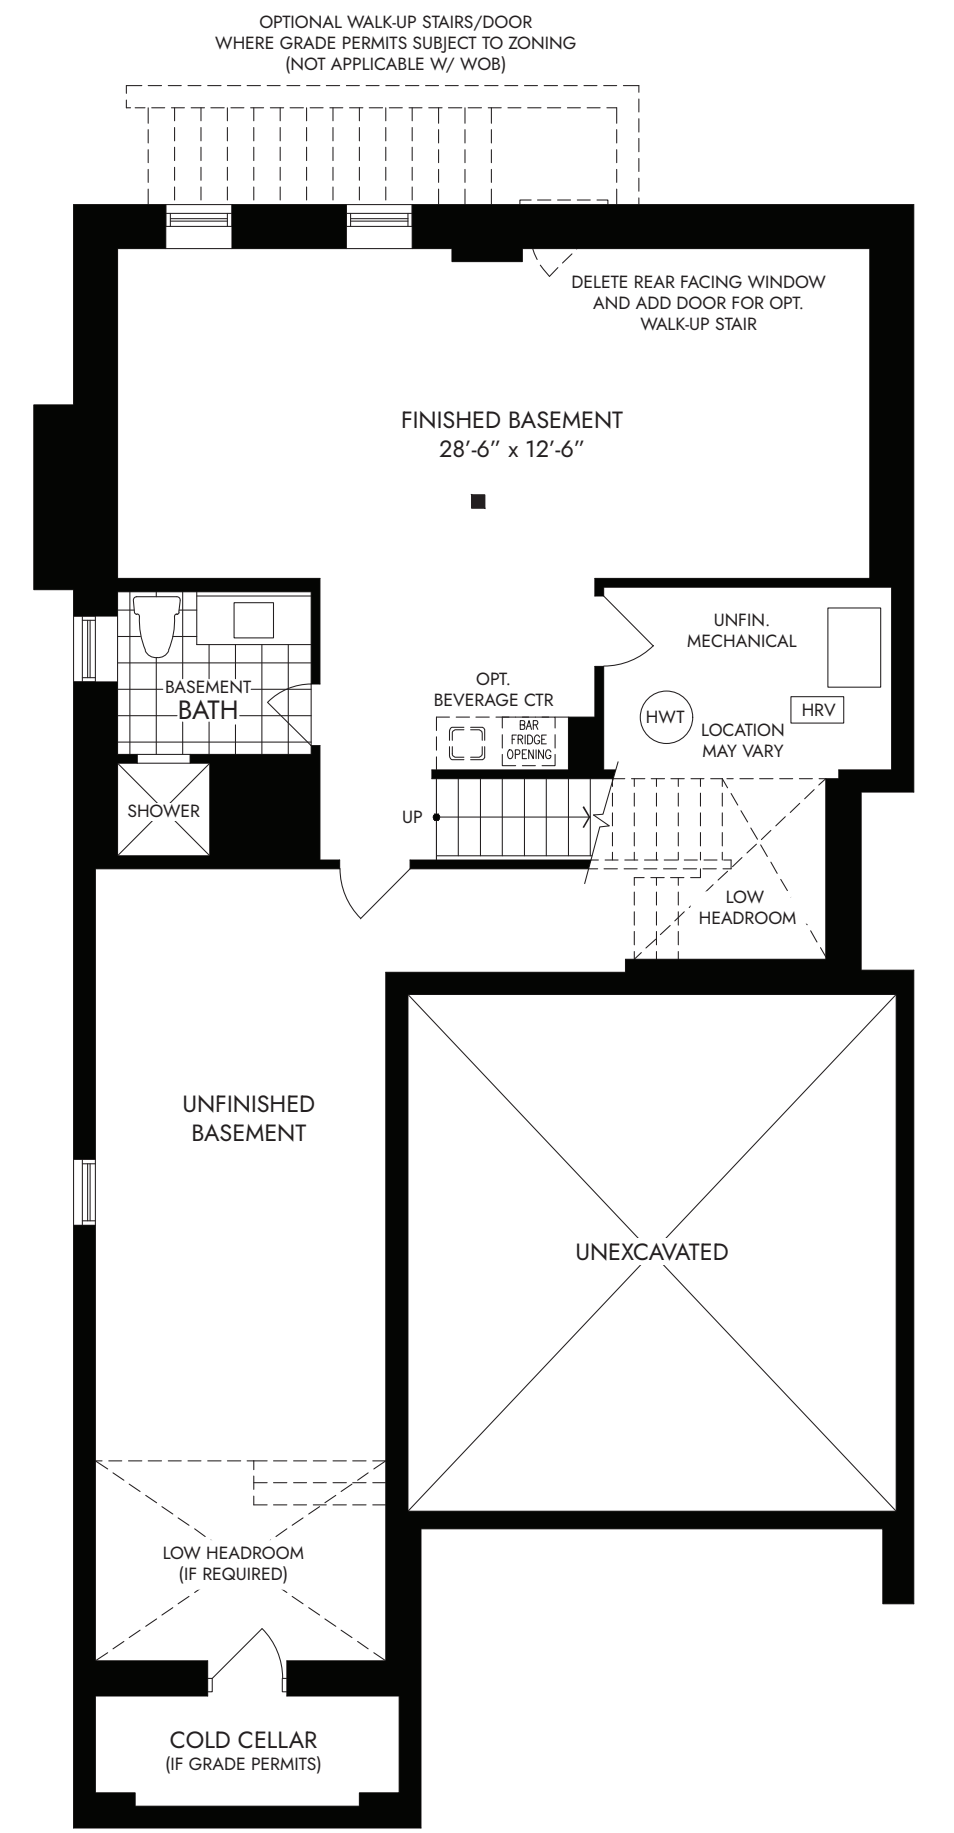 OPTIONAL WALK-UP STAIRS/DOOR
WHERE GRADE PERMITS SUBJECT TO ZONING
(NOT APPLICABLE W/ WOB)
DELETE REAR FACING WINDOW
AND ADD DOOR FOR OPT.
WALK-UP STAIR
FINISHED BASEMENT
28'-6” x 12'-6”
UNFIN.
MECHANICAL
OPT.
BEVERAGE CTR
BASEMENT
BATH
BAR
FRIDGE
OPENING
HWT
HRV
LOCATION
MAY VARY
SHOWER
UP
LOW
HEADROOM
UNFINISHED
BASEMENT
UNEXCAVATED
LOW HEADROOM
(IF REQUIRED)
COLD CELLAR
(IF GRADE PERMITS)